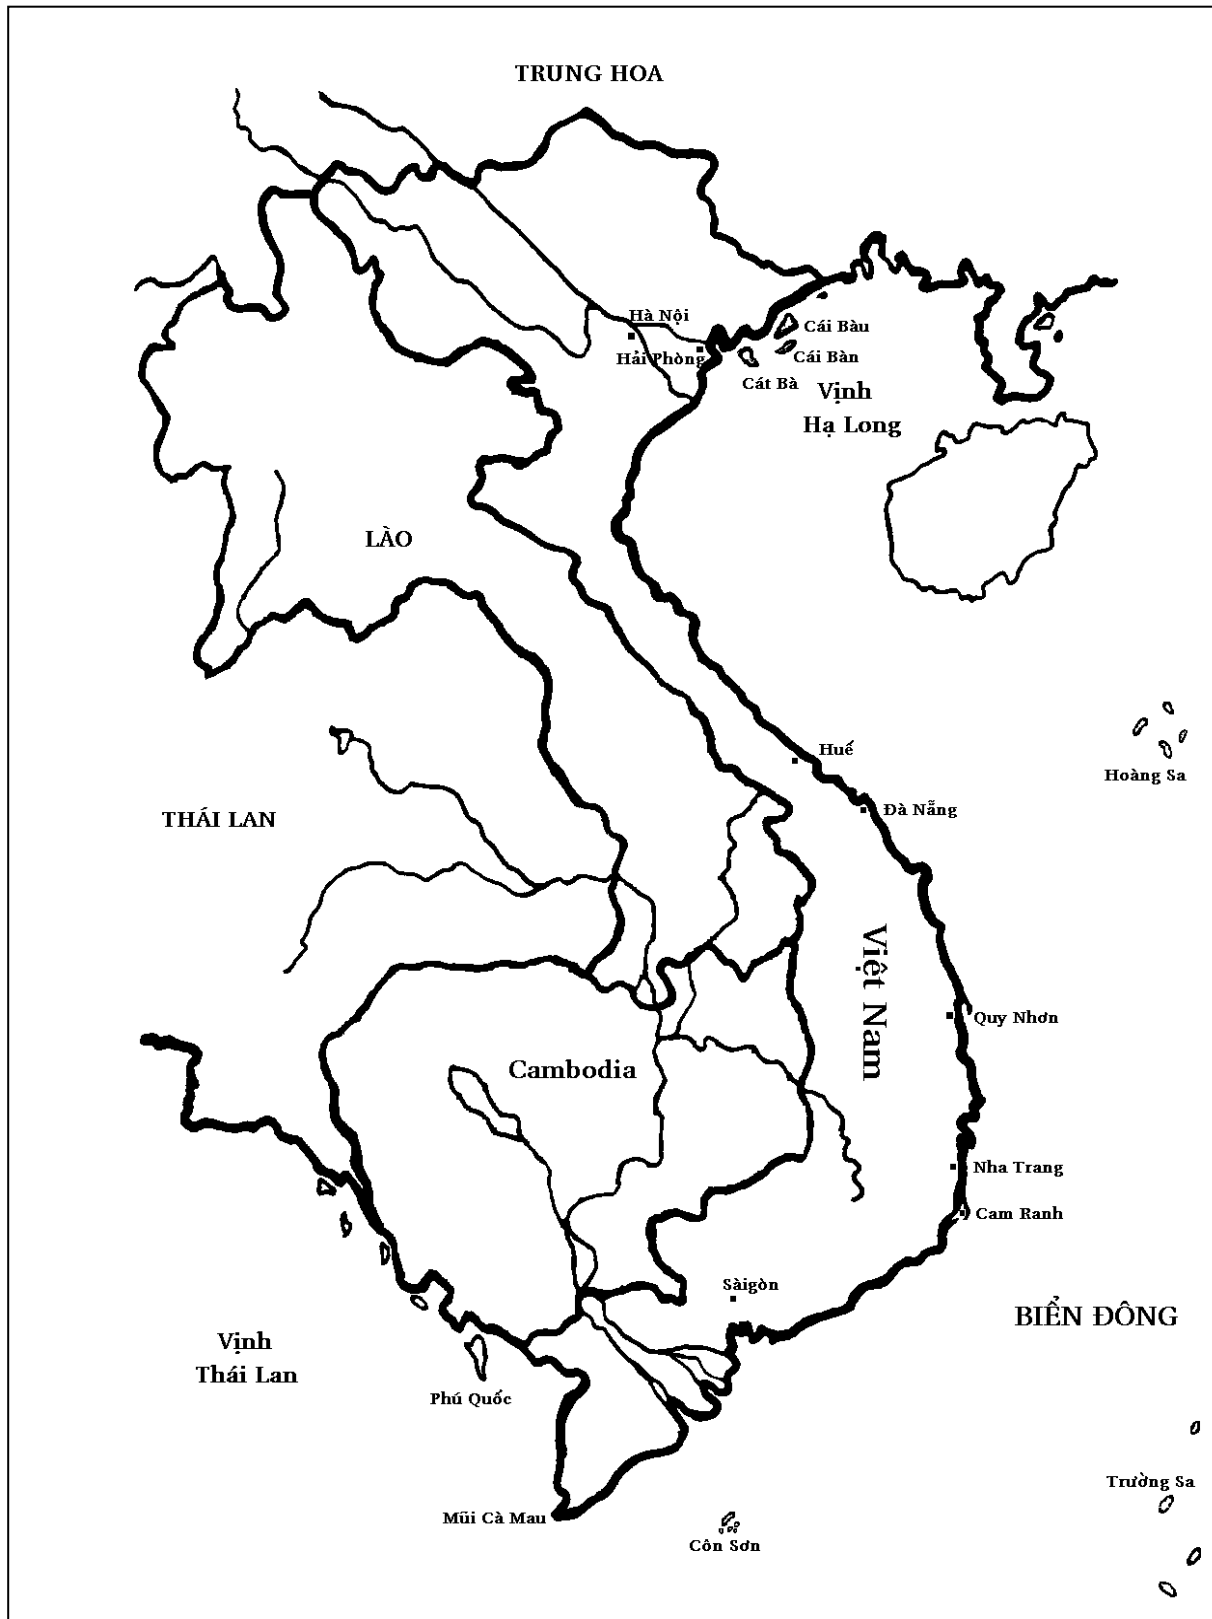 TRUNG HOA
Hà Nội
Cái Bàu
Hải Phòng
Cái Bàn
Cát Bà
Vịnh
Hạ Long
LÀO
Huế
Hoàng Sa
Đà Nẵng
THÁI LAN
Việt Nam
Quy Nhơn
Cambodia
Nha Trang
Cam Ranh
Sàigòn
BIỂN ĐÔNG
Vịnh
Thái Lan
Phú Quốc
Trường Sa
Mũi Cà Mau
Côn Sơn